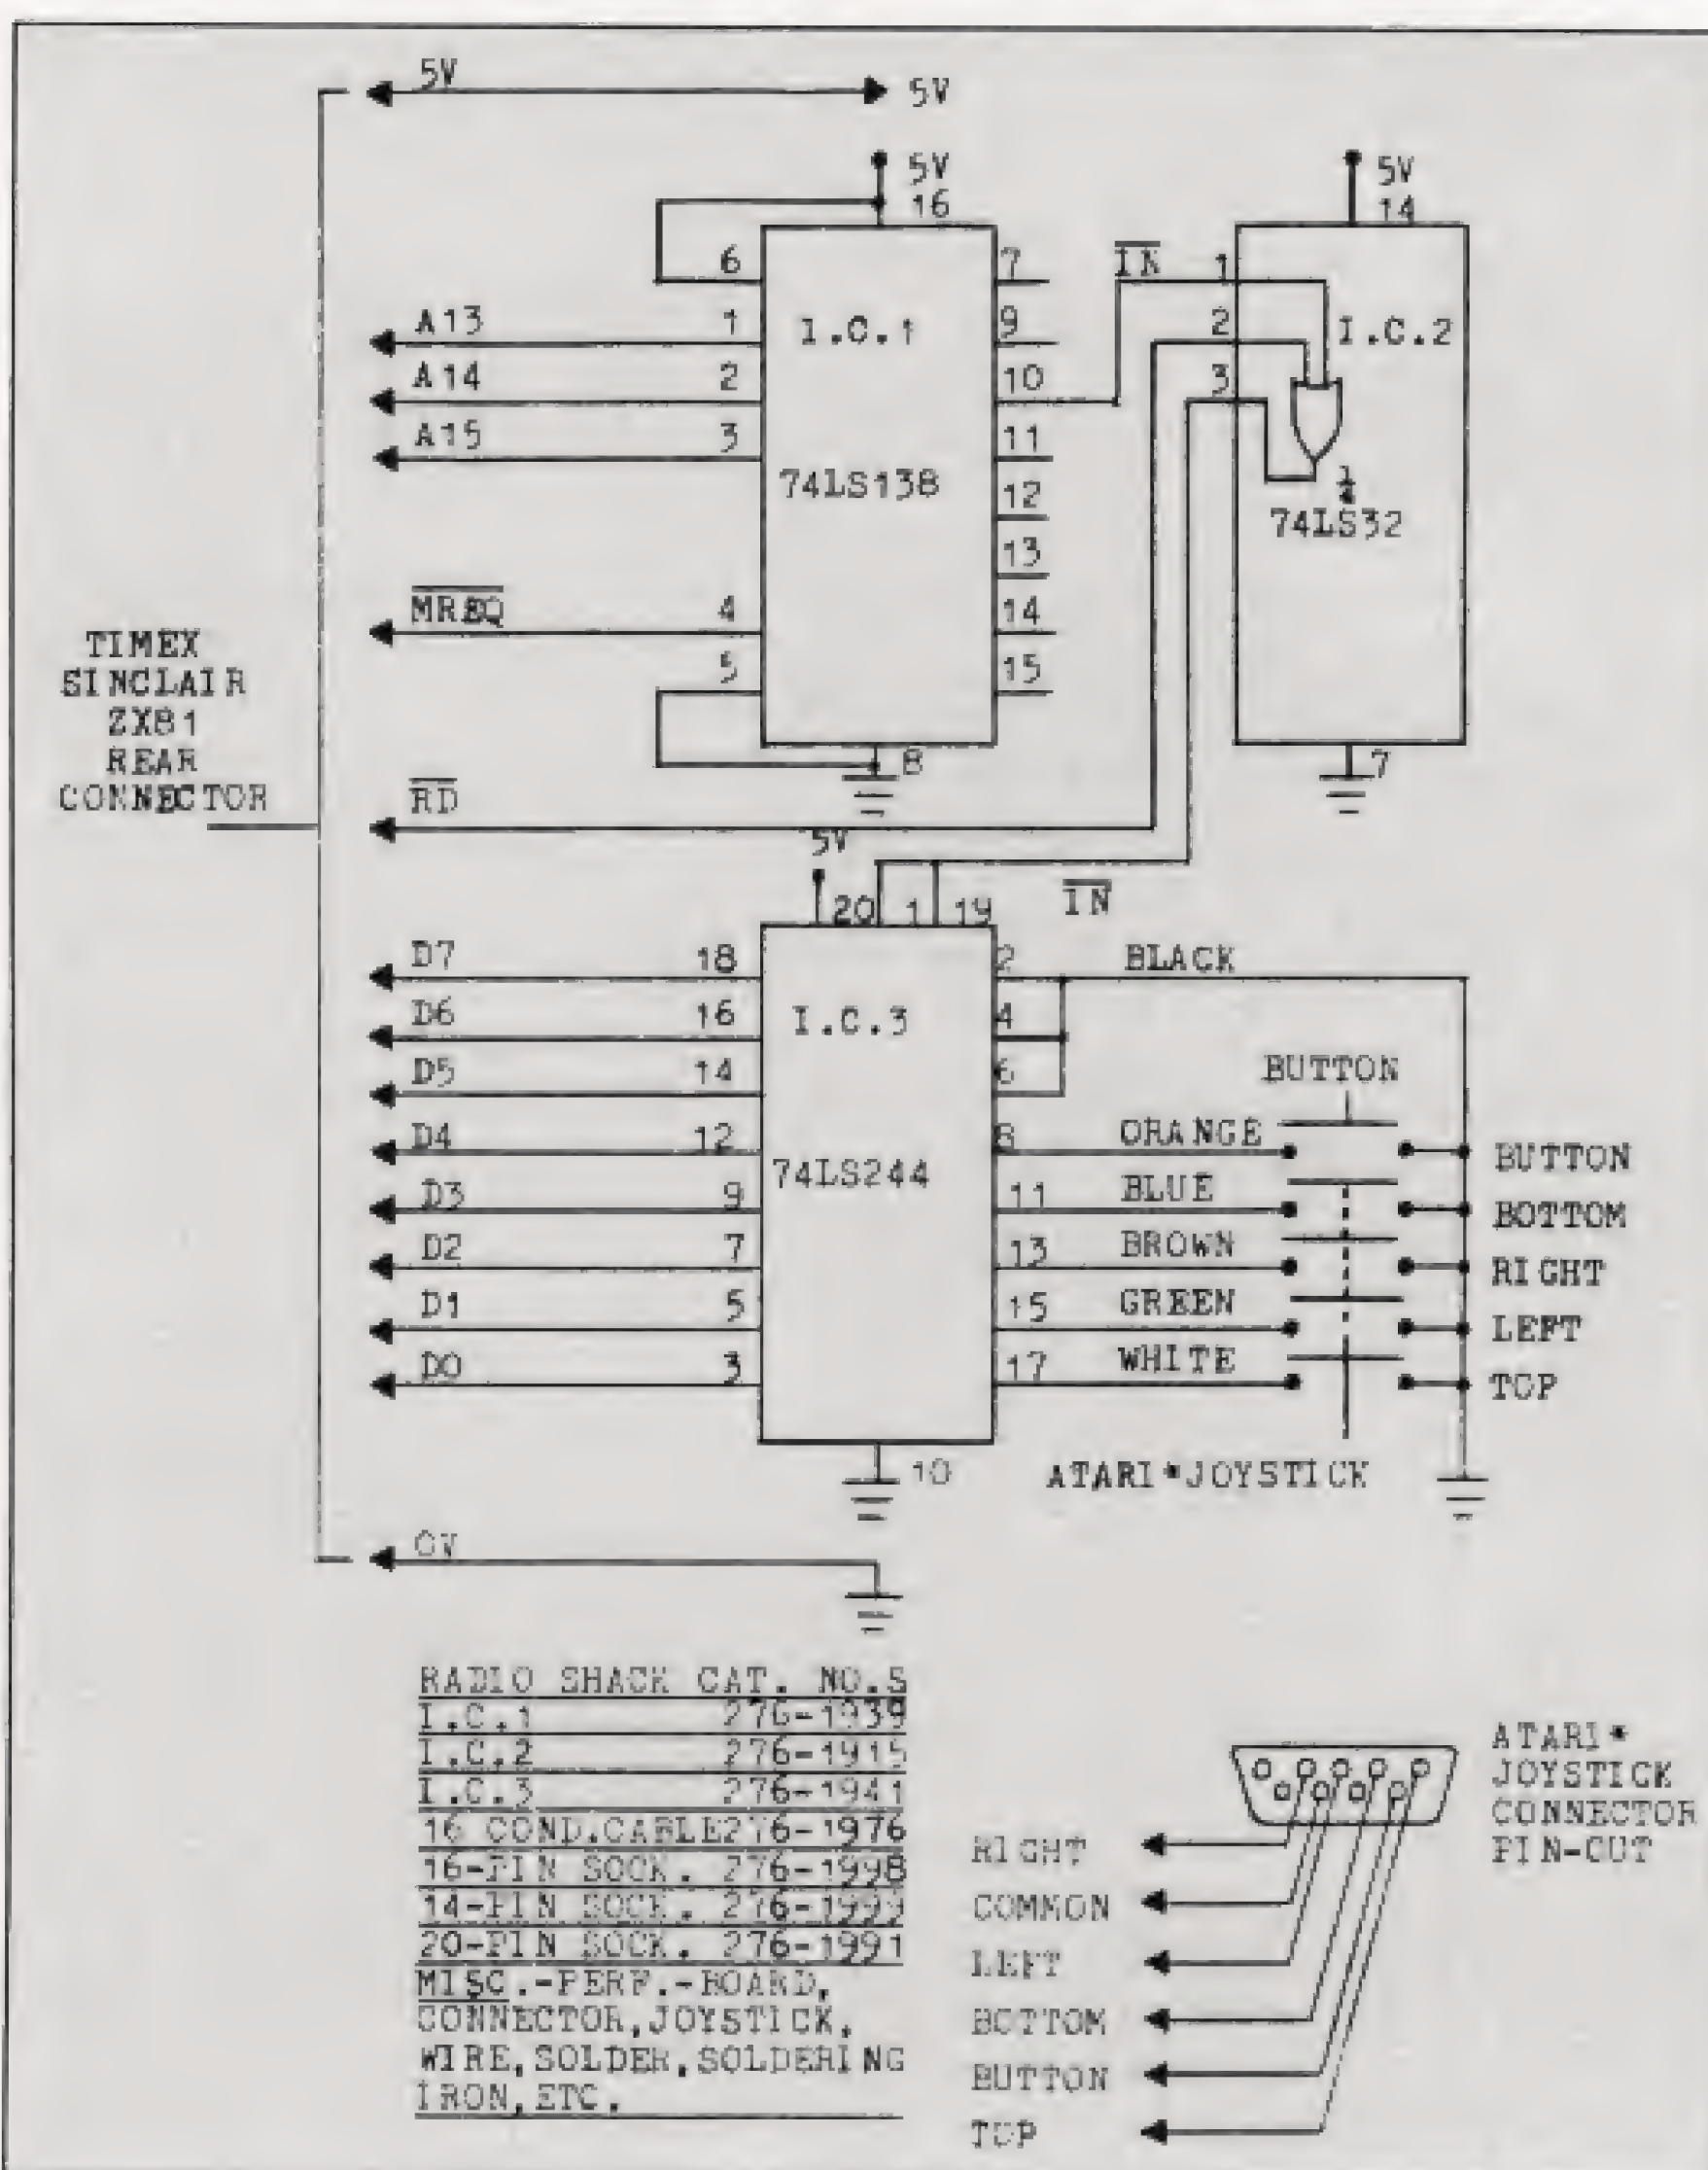 5V
5V
5V
16
5V
14
6
7
I̅N̅
1
A13
1
I.C.1
9
2
I.C.2
A14
2
10
3
A15
3
11
74LS138
12
74LS32
13
M̅R̅E̅Q̅
4
14
5
15
8
7
TIMEX
SINCLAIR
ZX81
REAR
CONNECTOR
R̅D̅
5V
20
1
19
I̅N̅
D7
18
2
BLACK
D6
16
I.C.3
4
D5
14
6
BUTTON
D4
12
8
ORANGE
BUTTON
74LS244
D3
9
11
BLUE
BOTTOM
D2
7
13
BROWN
RIGHT
D1
5
15
GREEN
LEFT
D0
3
17
WHITE
TOP
10
ATARI*JOYSTICK
0V
RADIO SHACK CAT. NO.S
I.C.1 276-1939
I.C.2 276-1915
I.C.3 276-1941
16 COND.CABLE276-1976
16-PIN SOCK. 276-1998
14-PIN SOCK. 276-1999
20-PIN SOCK. 276-1991
MISC.-PERF.-BOARD,
CONNECTOR,JOYSTICK,
WIRE,SOLDER,SOLDERING
IRON,ETC.
ATARI*
JOYSTICK
CONNECTOR
PIN-OUT
RIGHT
COMMON
LEFT
BOTTOM
BUTTON
TOP